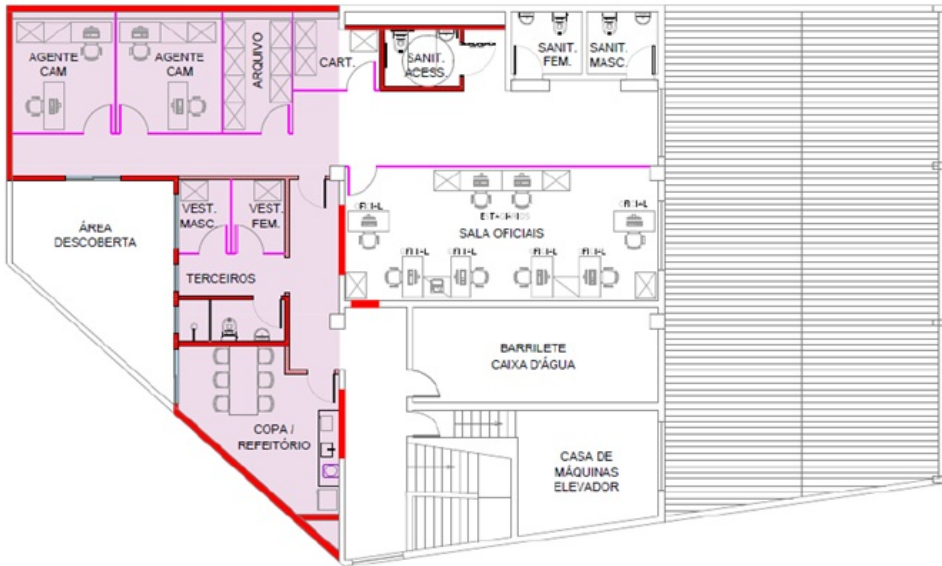 AGENTE
CAM
AGENTE
CAM
ARQUIVO
CART.
SANIT.
ACESS.
SANIT.
FEM.
SANIT.
MASC.
ÁREA
DESCOBERTA
VEST.
MASC.
VEST.
FEM.
TERCEIROS
SALA OFICIAIS
COPA /
REFEITÓRIO
BARRILETE
CAIXA D'ÁGUA
CASA DE
MÁQUINAS
ELEVADOR